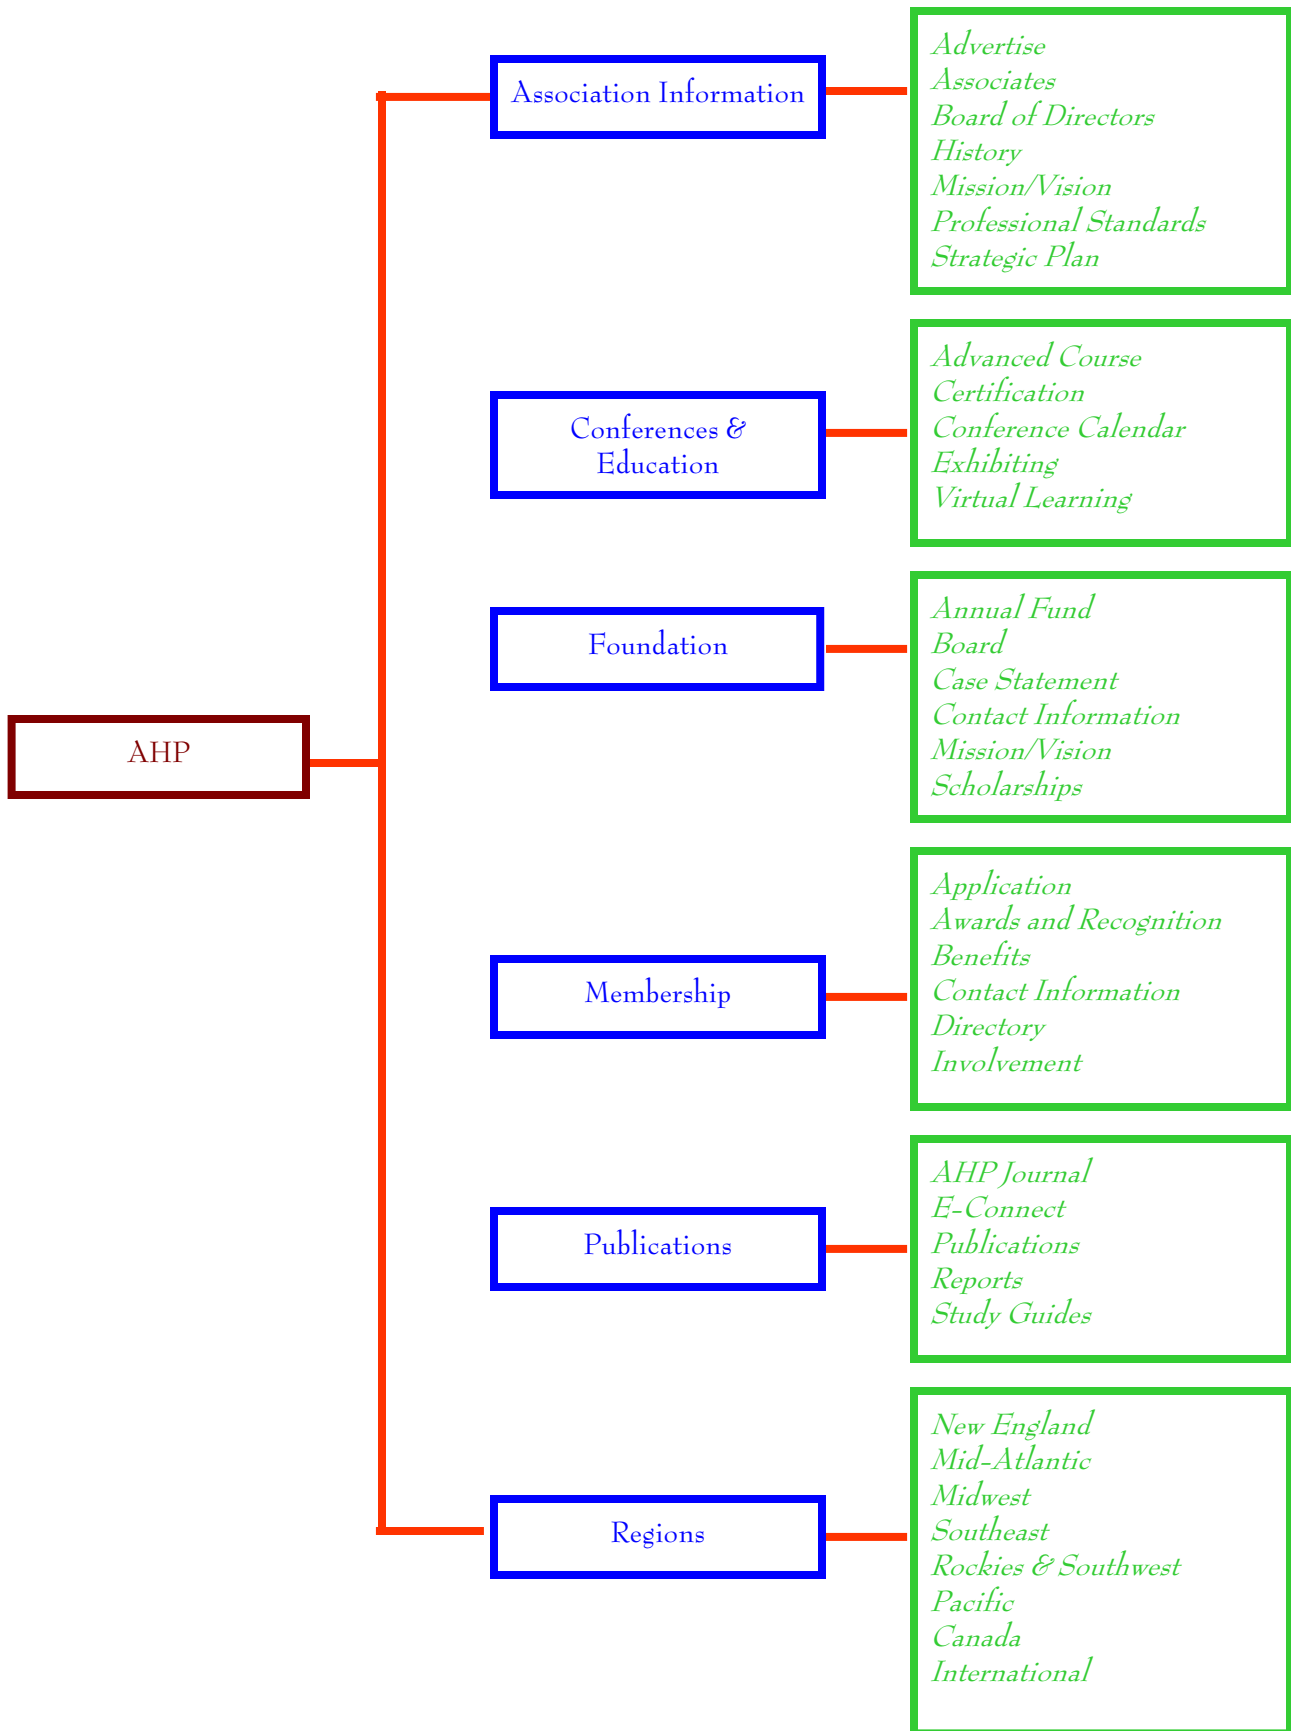 AHP
Association Information
Advertise
Associates
Board of Directors
History
Mission/Vision
Professional Standards
Strategic Plan
Conferences &
Education
Advanced Course
Certification
Conference Calendar
Exhibiting
Virtual Learning
Foundation
Annual Fund
Board
Case Statement
Contact Information
Mission/Vision
Scholarships
Membership
Application
Awards and Recognition
Benefits
Contact Information
Directory
Involvement
Publications
AHP Journal
E-Connect
Publications
Reports
Study Guides
Regions
New England
Mid-Atlantic
Midwest
Southeast
Rockies & Southwest
Pacific
Canada
International